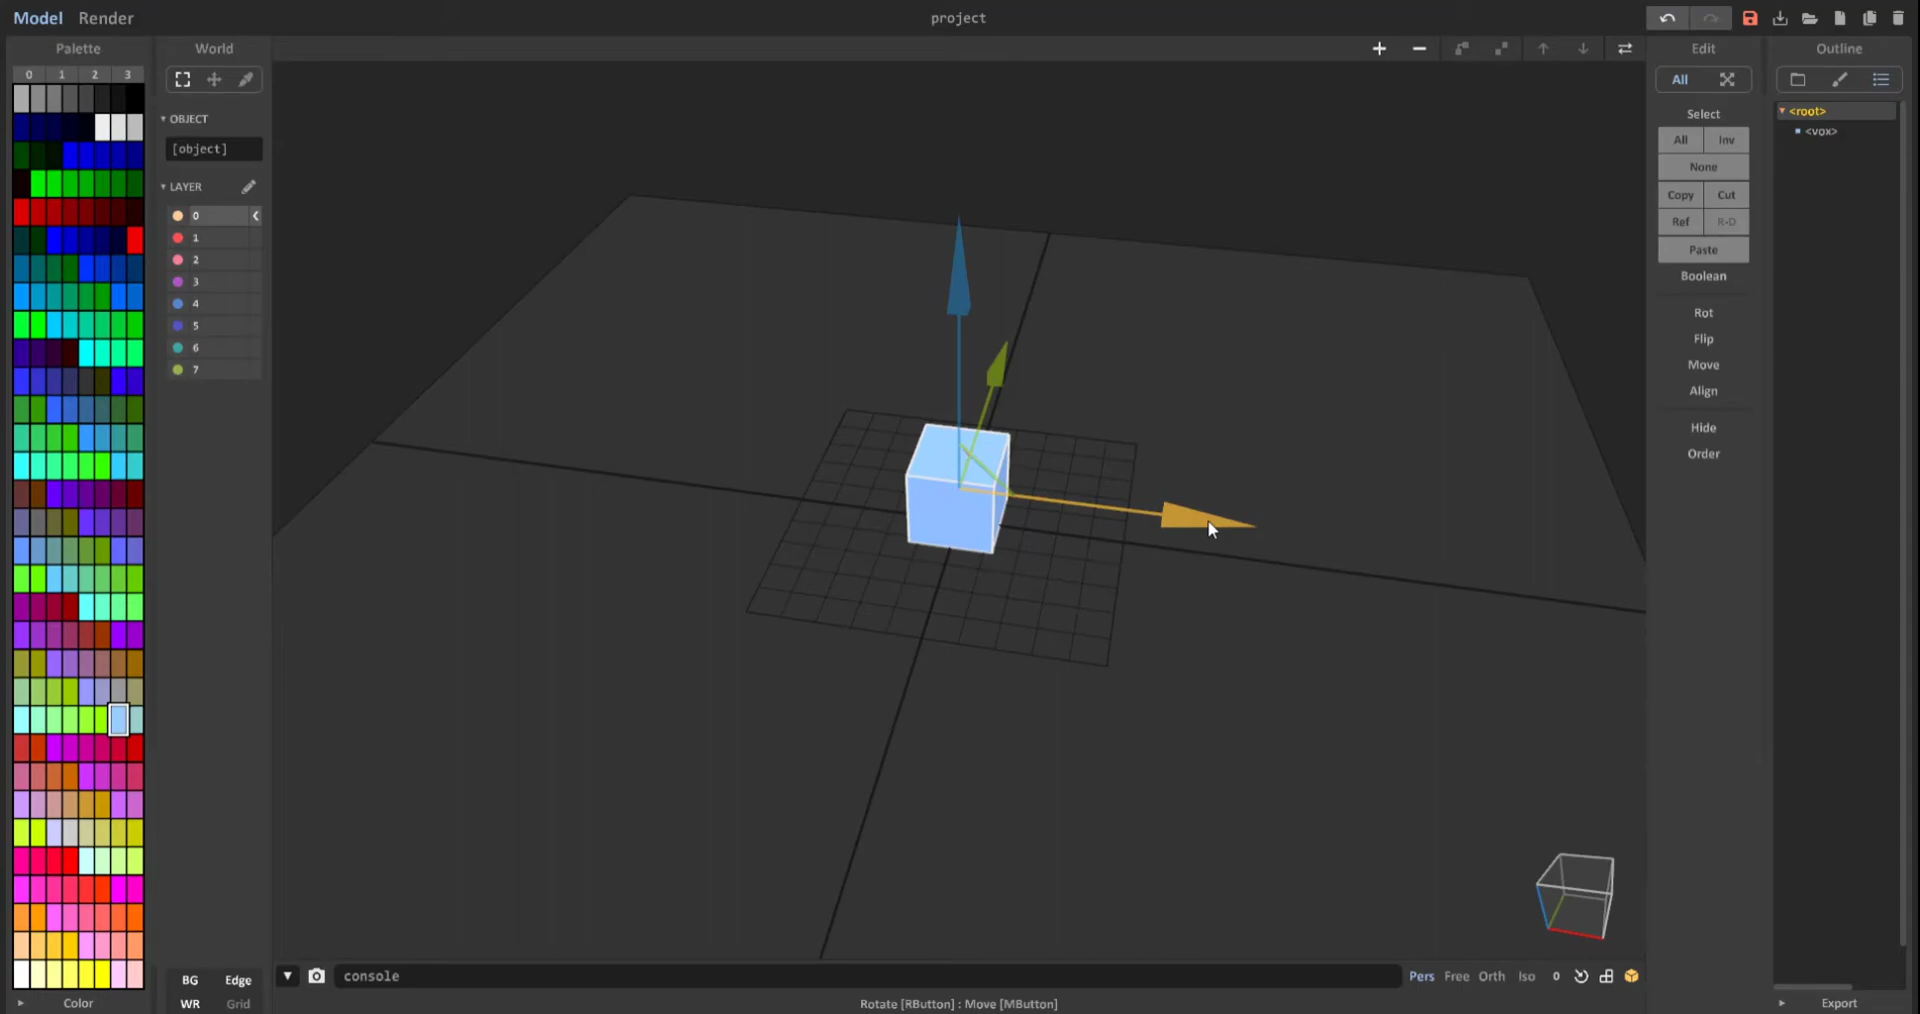 Model Render
project
Palette
World
Edit
Outline
0 1 2 3
All
OBJECT
[object]
LAYER
0
1
2
3
4
5
6
7
Select
All Inv
None
Copy Cut
Ref R-D
Paste
Boolean
Rot
Flip
Move
Align
Hide
Order
<root>
<vox>
BG Edge
WR Grid
console
Pers Free Orth Iso 0
Color
Rotate [RButton] : Move [MButton]
Export